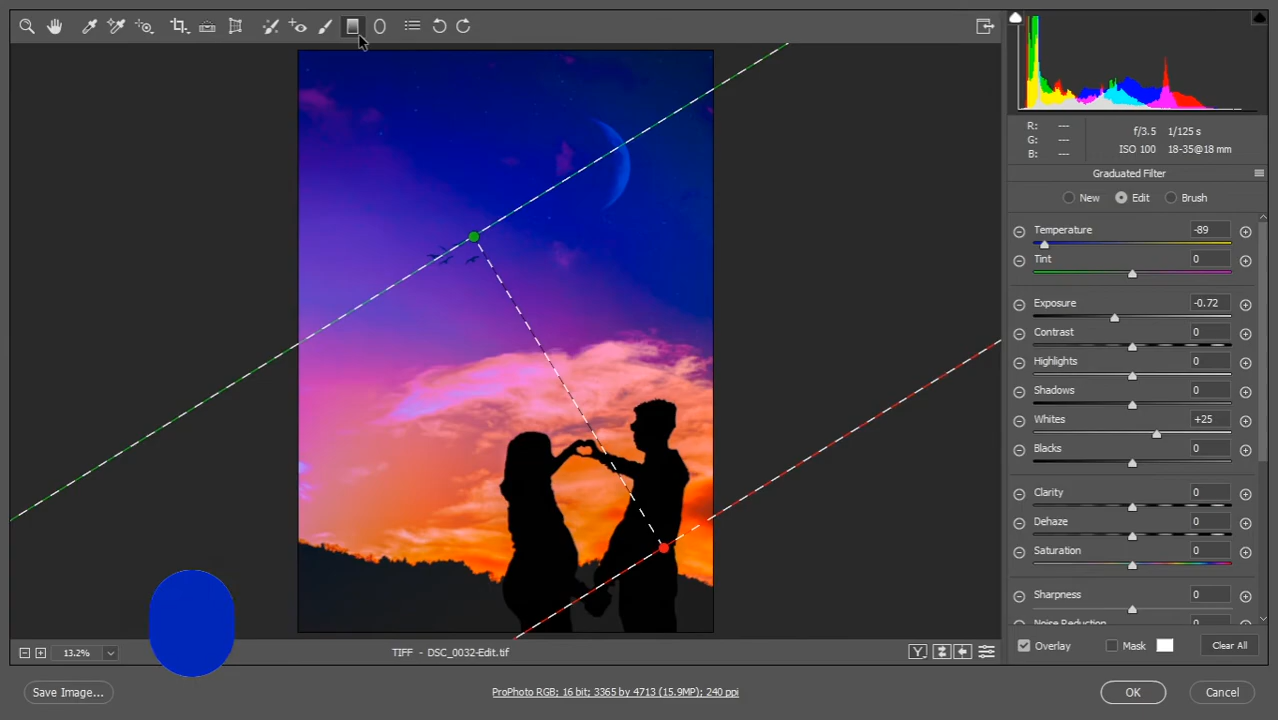 R: ---
G: ---
B: ---
f/3.5 1/125 s
ISO 100 18-35@18 mm
Graduated Filter
New Edit Brush
Temperature -89
Tint 0
Exposure -0.72
Contrast 0
Highlights 0
Shadows 0
Whites +25
Blacks 0
Clarity 0
Dehaze 0
Saturation 0
Sharpness 0
Noise Reduction
Overlay Mask Clear All
13.2%
TIFF - DSC_0032-Edit.tif
Y
Save Image...
ProPhoto RGB; 16 bit; 3365 by 4713 (15.9MP); 240 ppi
OK Cancel